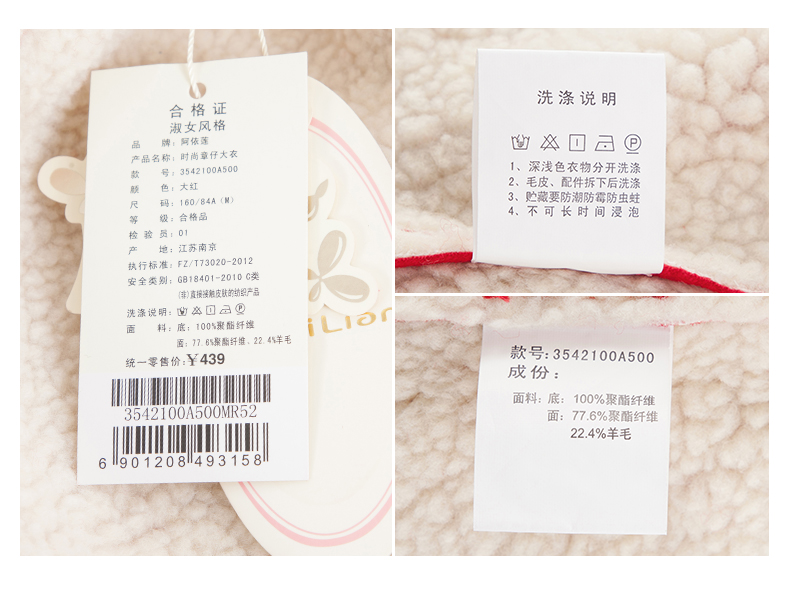 合格证
淑女风格
品　　牌：阿依莲
产品名称：时尚章仔大衣
款　　号：3542100A500
颜　　色：大红
尺　　码：160/84A（M）
等　　级：合格品
检 验 员：01
产　　地：江苏南京
执行标准：FZ/T73020-2012
安全类别：GB18401-2010 C类
(非)直接接触皮肤的纺织产品
洗涤说明：
面　　料：底：100%聚酯纤维
面：77.6%聚酯纤维、22.4%羊毛
统一零售价：￥439
3542100A500MR52
6 901208 493158
iLian
洗涤说明
P
1、深浅色衣物分开洗涤
2、毛皮、配件拆下后洗涤
3、贮藏要防潮防霉防虫蛀
4、不可长时间浸泡
款号：3542100A500
成份：
面料：底：100%聚酯纤维
面：77.6%聚酯纤维
22.4%羊毛